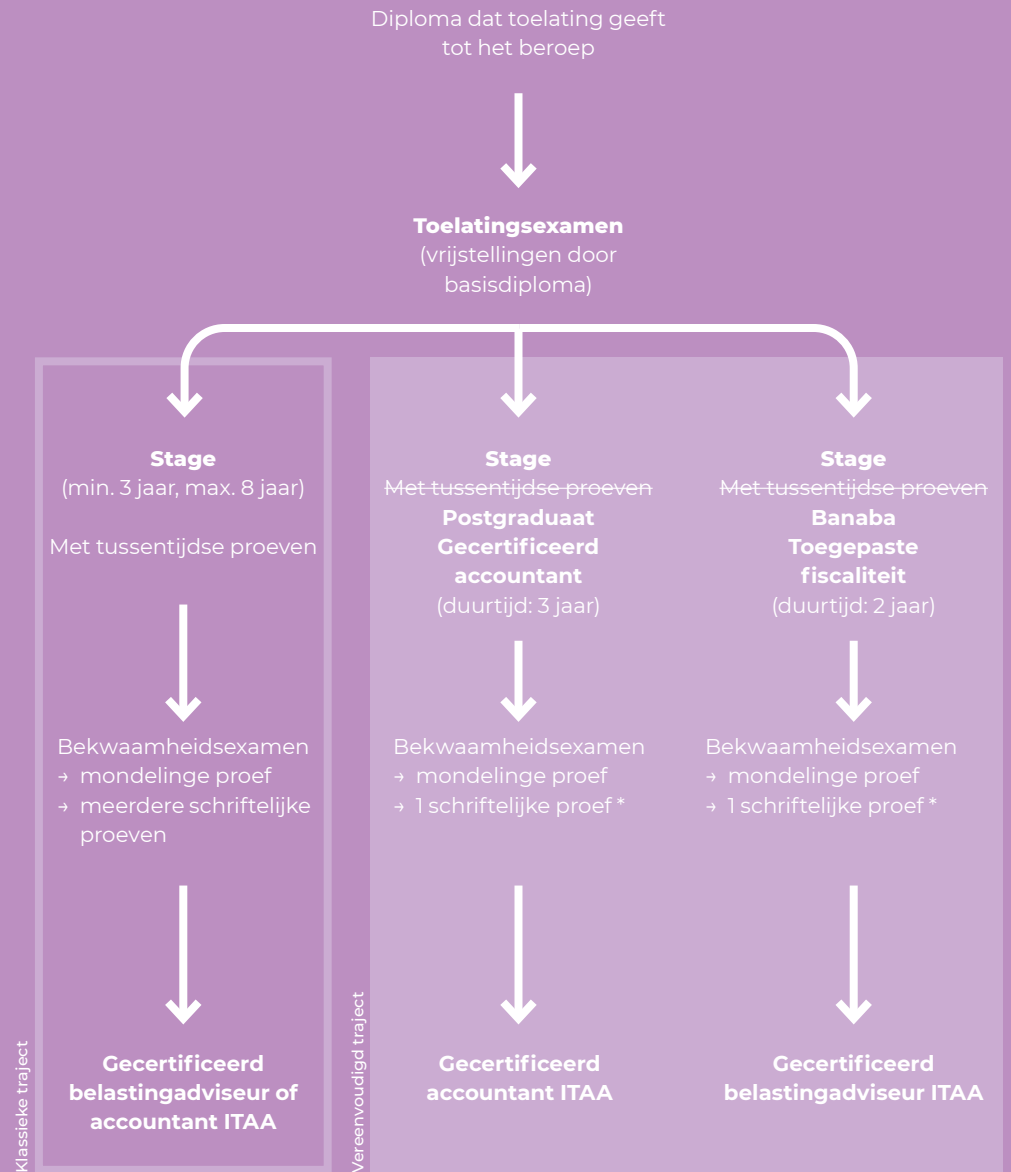 Diploma dat toelating geeft
tot het beroep
Toelatingsexamen
(vrijstellingen door
basisdiploma)
Klassieke traject
Stage
(min. 3 jaar, max. 8 jaar)
Met tussentijdse proeven
Bekwaamheidsexamen
→ mondelinge proef
→ meerdere schriftelijke
proeven
Gecertificeerd
belastingadviseur of
accountant ITAA
Vereenvoudigd traject
Stage
Met tussentijdse proeven
Postgraduaat
Gecertificeerd
accountant
(duurtijd: 3 jaar)
Bekwaamheidsexamen
→ mondelinge proef
→ 1 schriftelijke proef *
Gecertificeerd
accountant ITAA
Stage
Met tussentijdse proeven
Banaba
Toegepaste
fiscaliteit
(duurtijd: 2 jaar)
Bekwaamheidsexamen
→ mondelinge proef
→ 1 schriftelijke proef *
Gecertificeerd
belastingadviseur ITAA